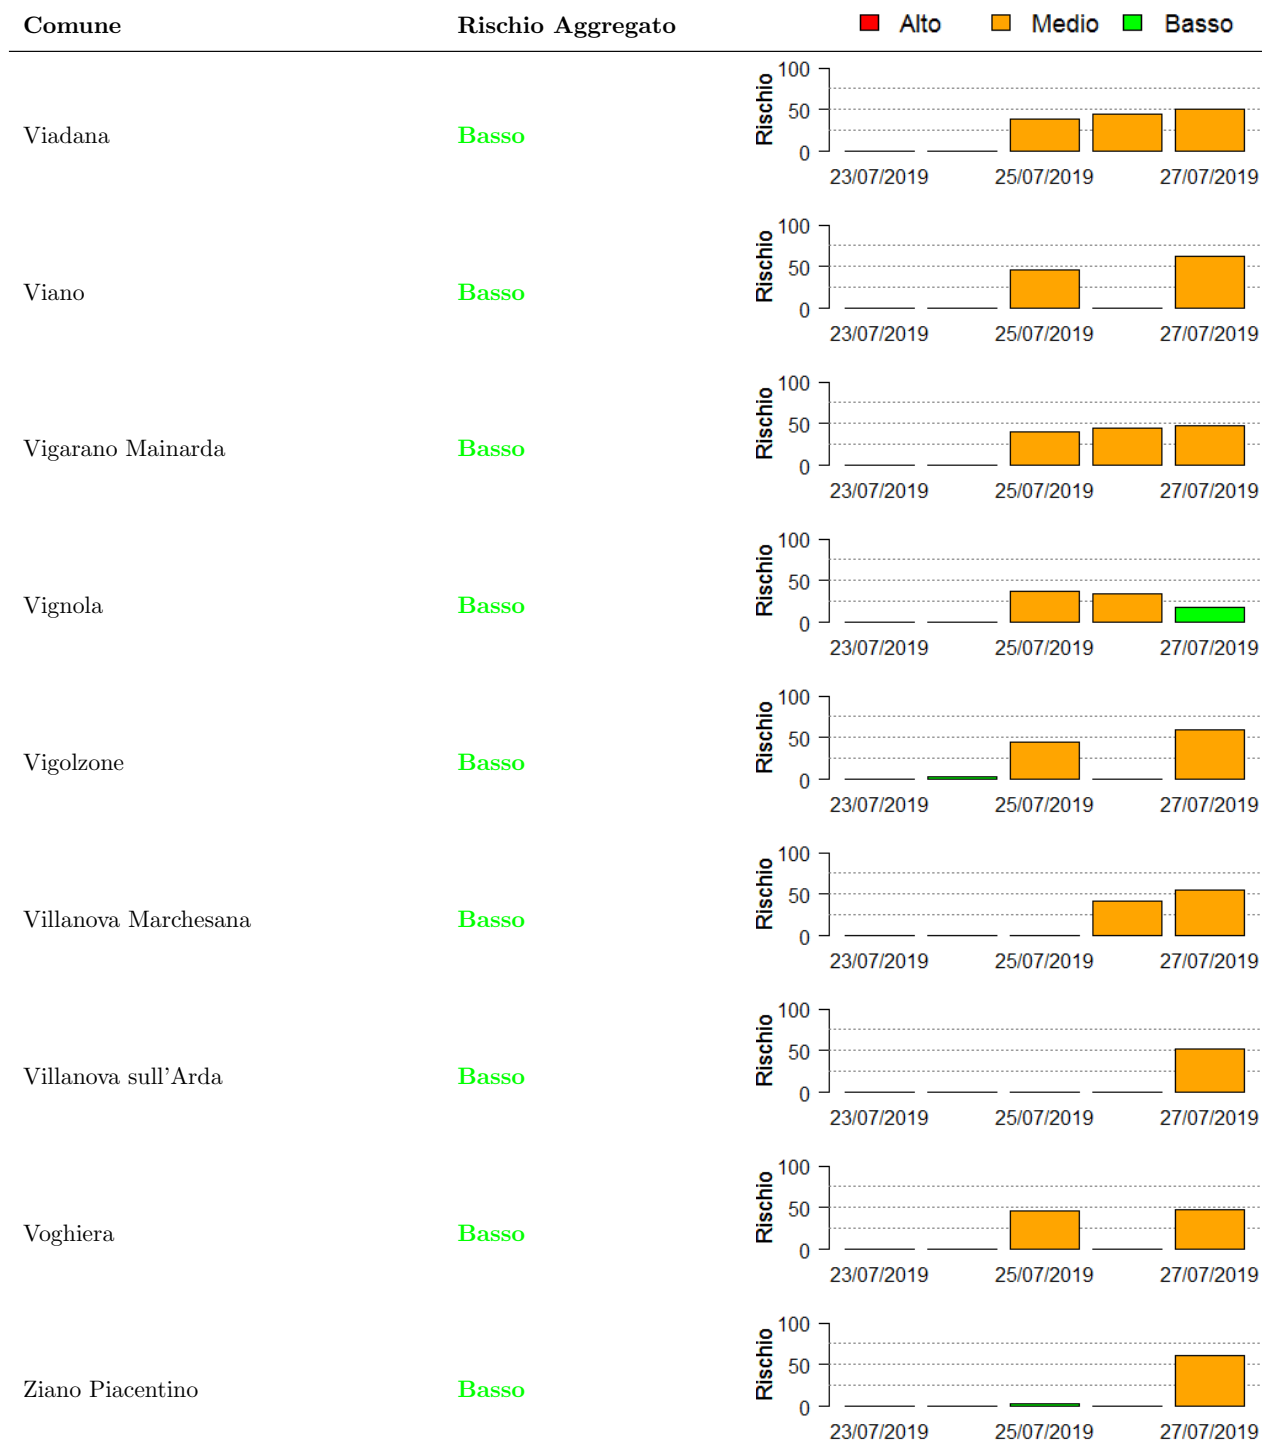 Comune Rischio Aggregato Alto Medio Basso
Viadana Basso
Rischio
100
50
0
23/07/2019 25/07/2019 27/07/2019
Viano Basso
Rischio
100
50
0
23/07/2019 25/07/2019 27/07/2019
Vigarano Mainarda Basso
Rischio
100
50
0
23/07/2019 25/07/2019 27/07/2019
Vignola Basso
Rischio
100
50
0
23/07/2019 25/07/2019 27/07/2019
Vigolzone Basso
Rischio
100
50
0
23/07/2019 25/07/2019 27/07/2019
Villanova Marchesana Basso
Rischio
100
50
0
23/07/2019 25/07/2019 27/07/2019
Villanova sull'Arda Basso
Rischio
100
50
0
23/07/2019 25/07/2019 27/07/2019
Voghiera Basso
Rischio
100
50
0
23/07/2019 25/07/2019 27/07/2019
Ziano Piacentino Basso
Rischio
100
50
0
23/07/2019 25/07/2019 27/07/2019